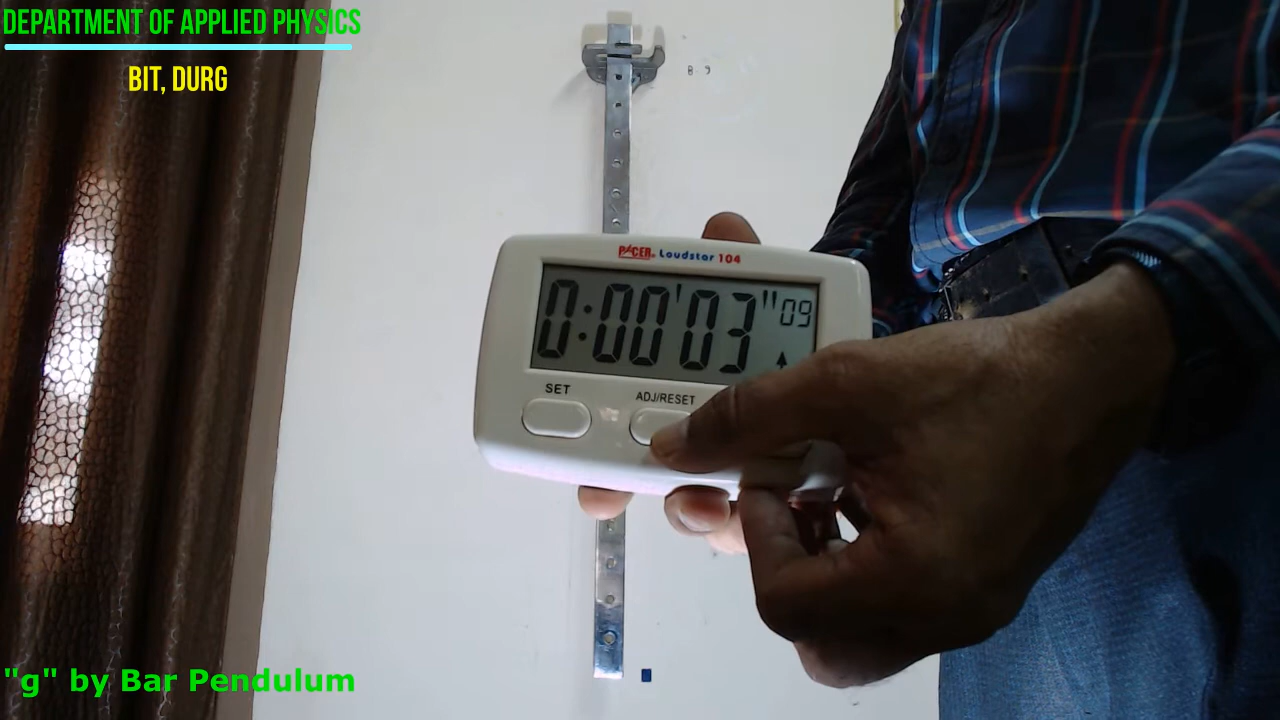 DEPARTMENT OF APPLIED PHYSICS
BIT, DURG
PACER Loudstar 104
0:00'03"09
SET
ADJ/RESET
"g" by Bar Pendulum